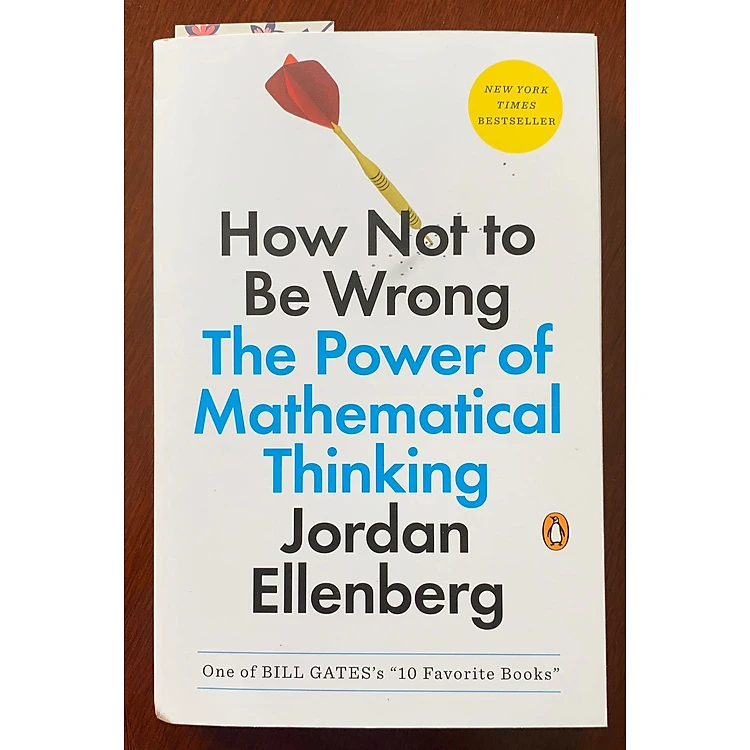 NEW YORK
TIMES
BESTSELLER
How Not to
Be Wrong
The Power of
Mathematical
Thinking
Jordan
Ellenberg
One of BILL GATES's “10 Favorite Books”